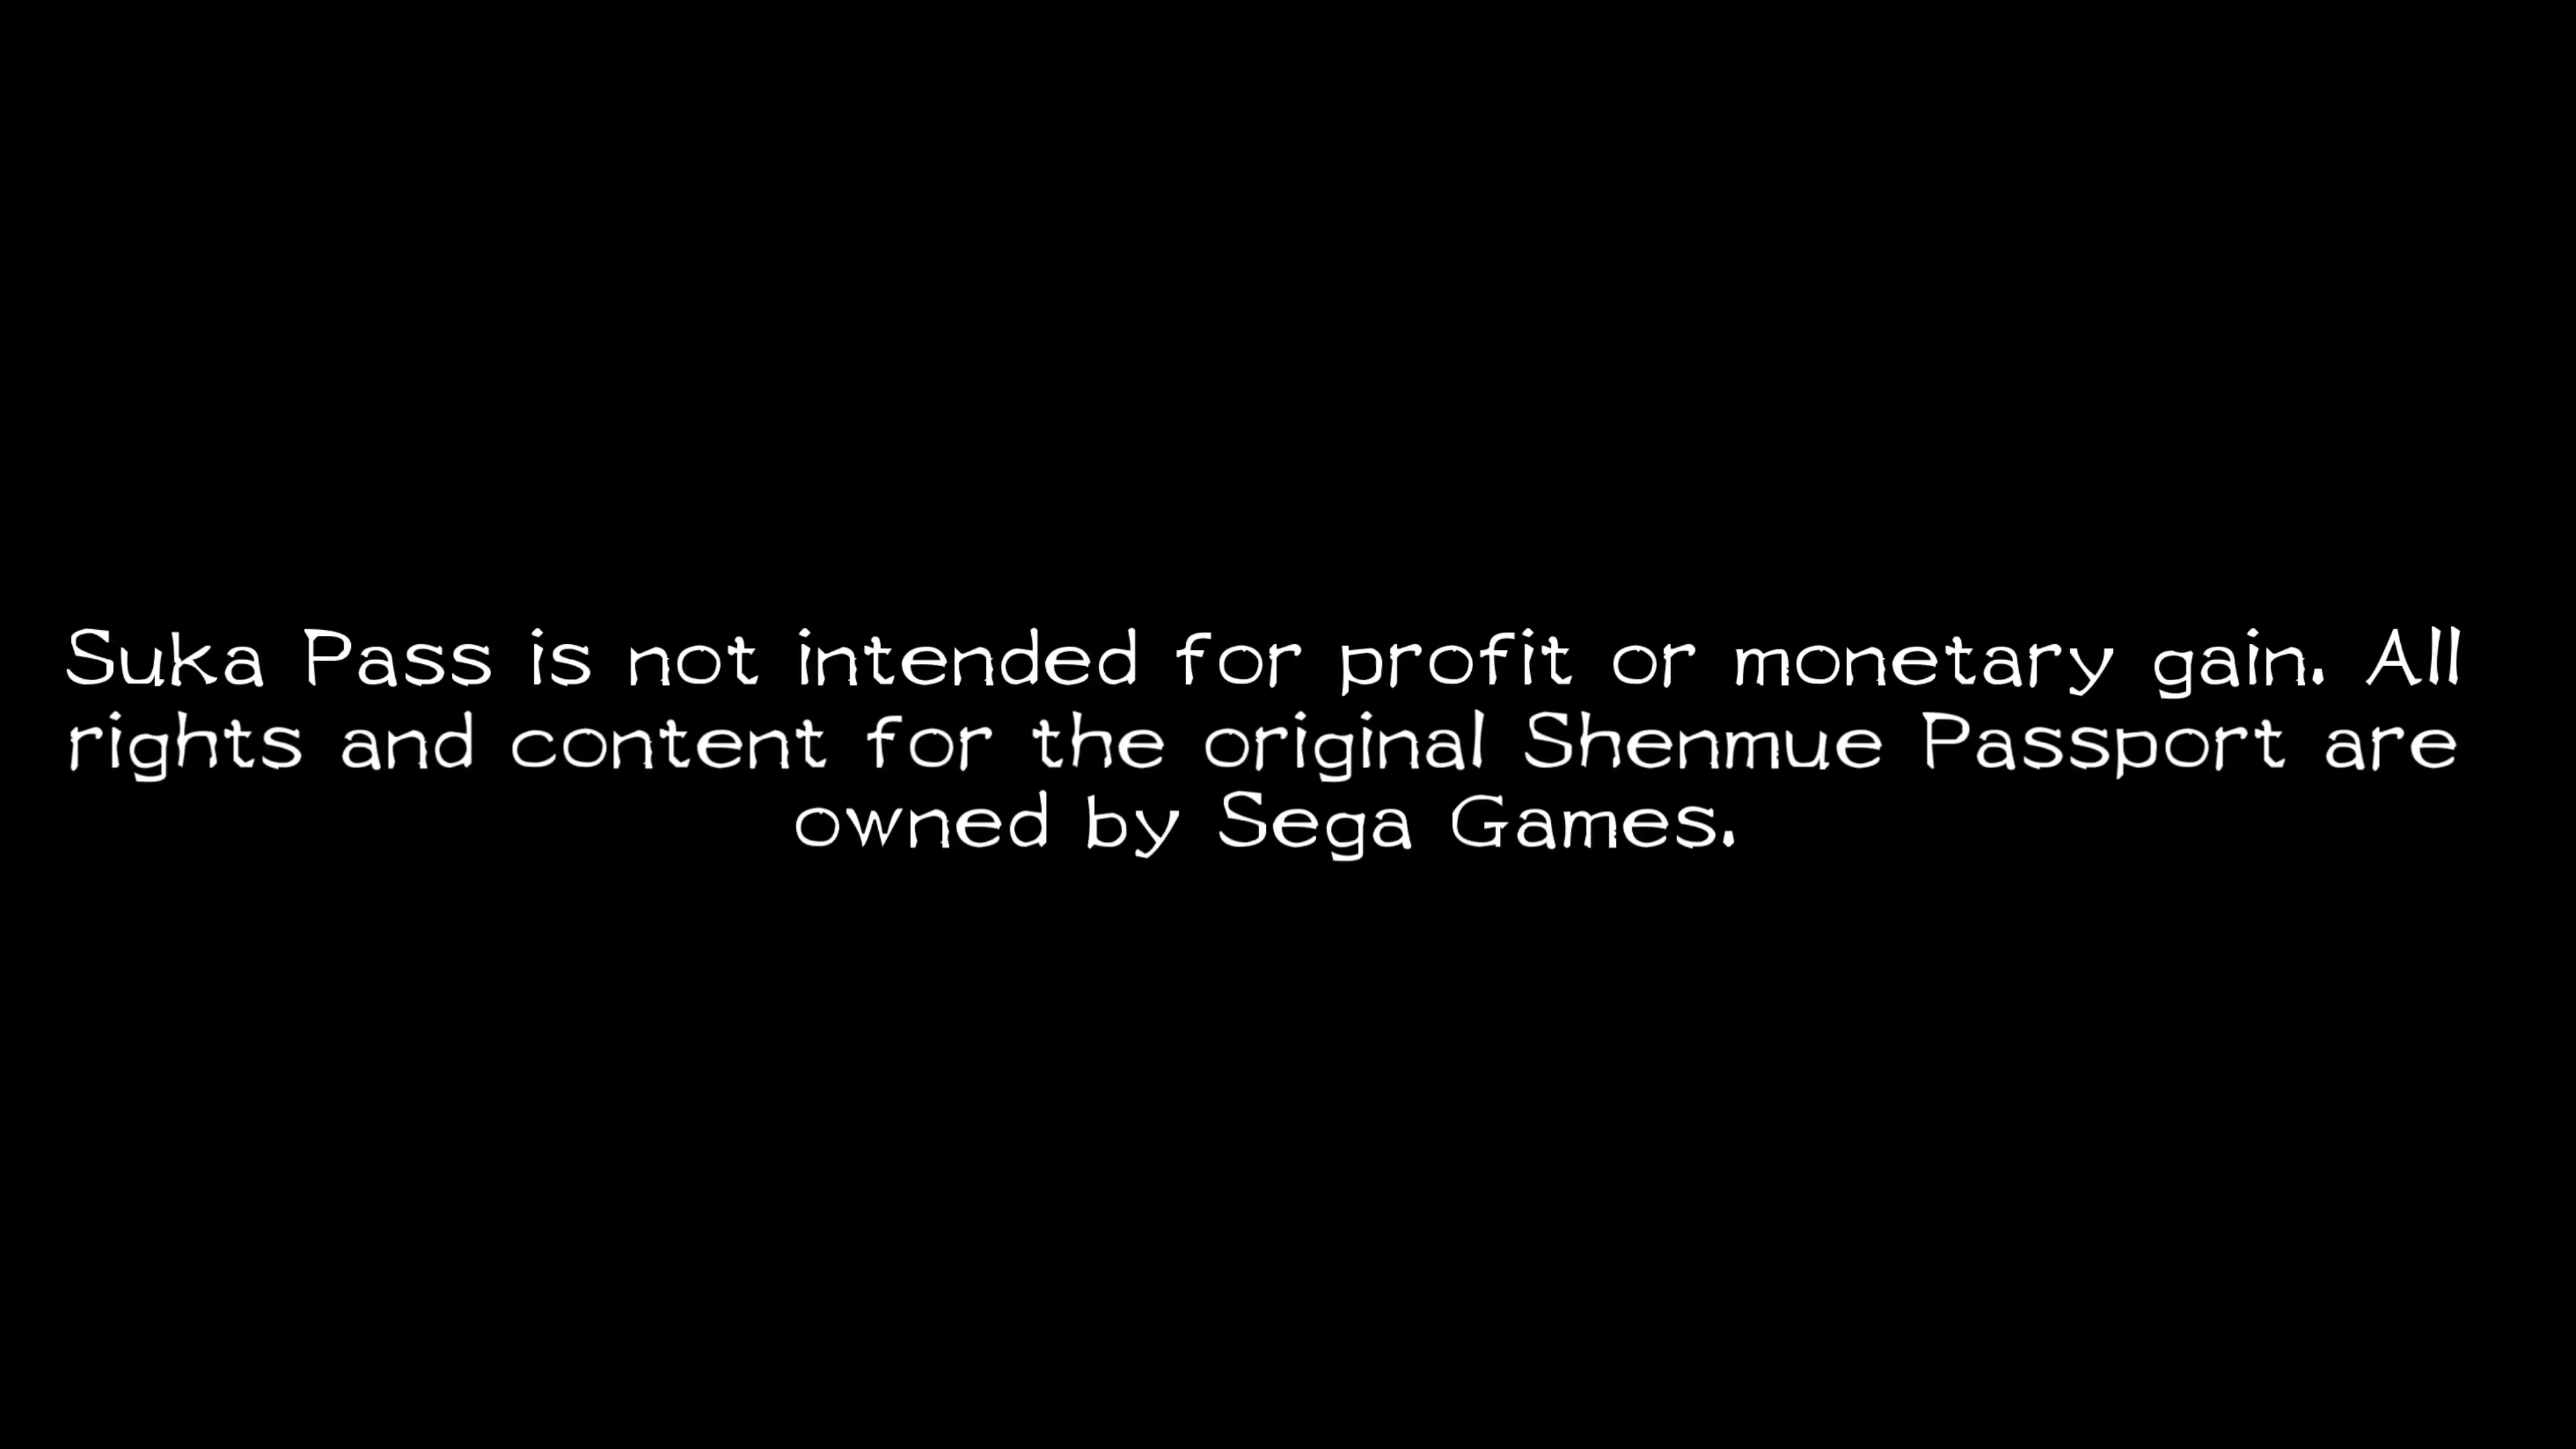 Suka Pass is not intended for profit or monetary gain. All
rights and content for the original Shenmue Passport are
owned by Sega Games.